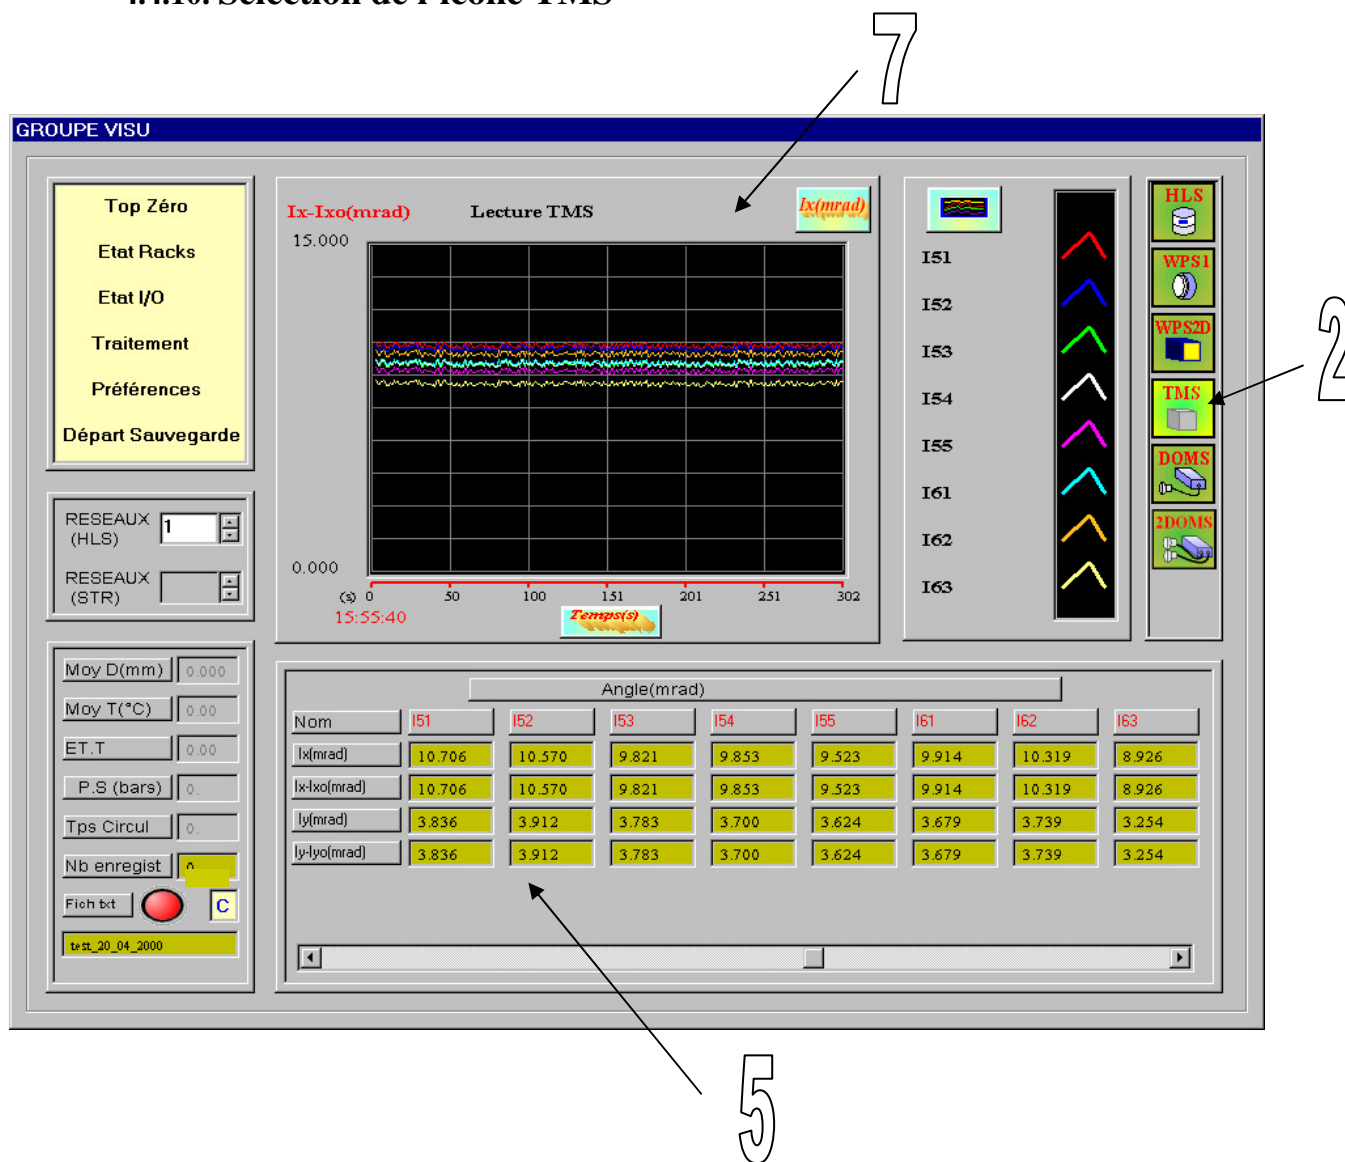 4.4.10. Sélection de l'icône TMS
7
GROUPE VISU
Top Zéro
Etat Racks
Etat I/O
Traitement
Préférences
Départ Sauvegarde
RESEAUX (HLS) 1
RESEAUX (STR)
Moy D(mm) 0.000
Moy T(°C) 0.00
ET.T 0.00
P.S (bars) 0.
Tps Circul 0.
Nb enregist
Fich txt C
test_20_04_2000
Ix-Ixo(mrad) Lecture TMS Ix(mrad)
15.000
0.000
(s) 0 50 100 151 201 251 302
15:55:40 Temps(s)
I51
I52
I53
I54
I55
I61
I62
I63
HLS
WPS1
WPS2D
TMS
DOMS
2DOMS
2
Angle(mrad)
Nom I51 I52 I53 I54 I55 I61 I62 I63
Ix(mrad) 10.706 10.570 9.821 9.853 9.523 9.914 10.319 8.926
Ix-Ixo(mrad) 10.706 10.570 9.821 9.853 9.523 9.914 10.319 8.926
Iy(mrad) 3.836 3.912 3.783 3.700 3.624 3.679 3.739 3.254
Iy-Iyo(mrad) 3.836 3.912 3.783 3.700 3.624 3.679 3.739 3.254
5